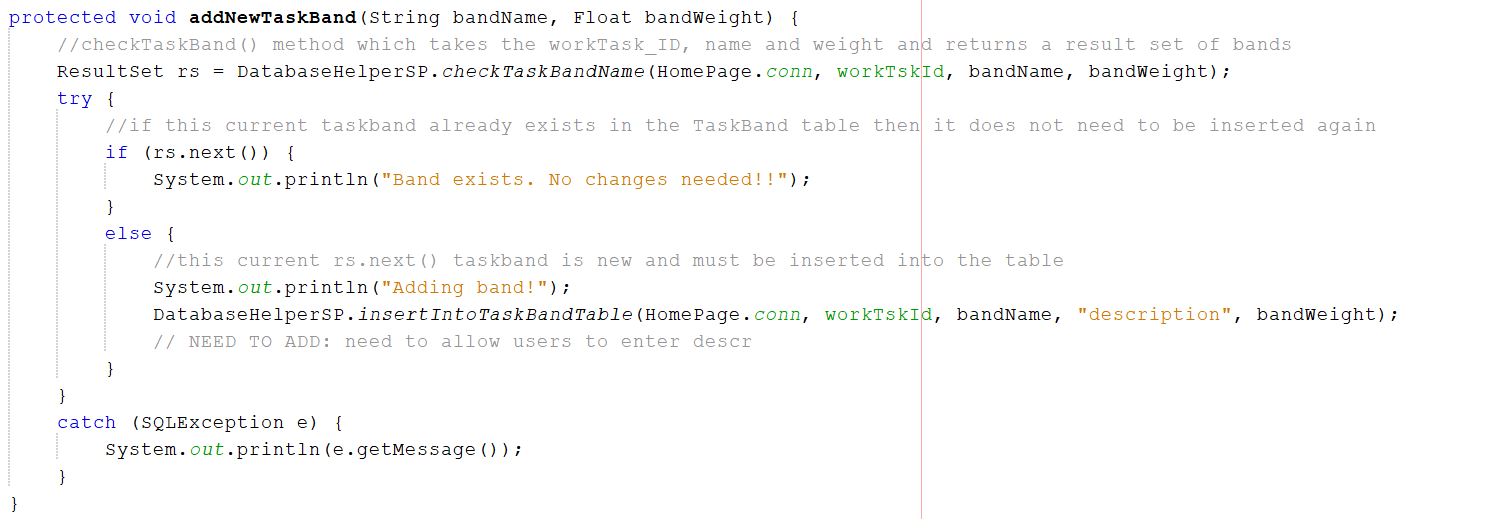 protected void addNewTaskBand(String bandName, Float bandWeight) {
    //checkTaskBand() method which takes the workTask_ID, name and weight and returns a result set of bands
    ResultSet rs = DatabaseHelperSP.checkTaskBandName(HomePage.conn, workTskId, bandName, bandWeight);
    try {
        //if this current taskband already exists in the TaskBand table then it does not need to be inserted again
        if (rs.next()) {
            System.out.println("Band exists. No changes needed!!");
        }
        else {
            //this current rs.next() taskband is new and must be inserted into the table
            System.out.println("Adding band!");
            DatabaseHelperSP.insertIntoTaskBandTable(HomePage.conn, workTskId, bandName, "description", bandWeight);
            // NEED TO ADD: need to allow users to enter descr
        }
    }
    catch (SQLException e) {
        System.out.println(e.getMessage());
    }
}